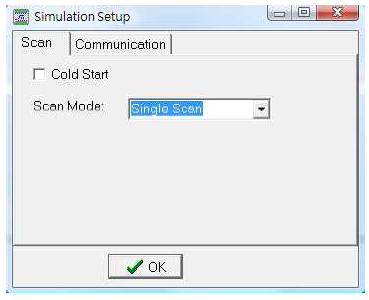 Simulation Setup
Scan
Communication
Cold Start
Scan Mode:
Single Scan
OK